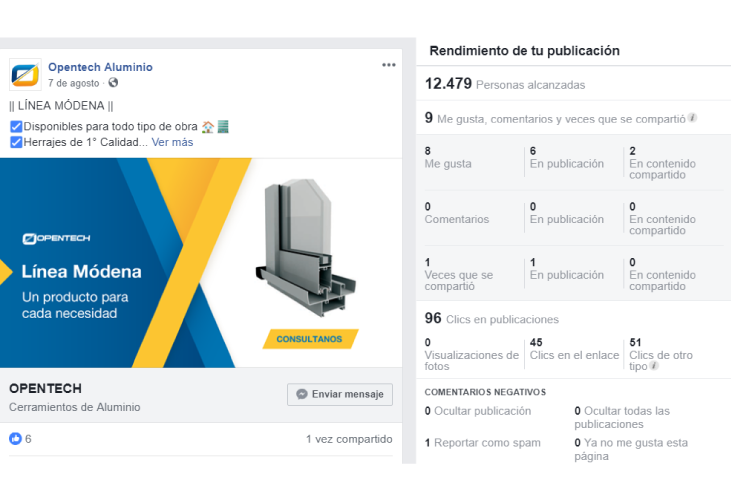 Opentech Aluminio
7 de agosto ·
|| LÍNEA MÓDENA ||
Disponibles para todo tipo de obra
Herrajes de 1° Calidad... Ver más
OPENTECH
Línea Módena
Un producto para
cada necesidad
CONSULTANOS
OPENTECH
Cerramientos de Aluminio
Enviar mensaje
6
1 vez compartido
Rendimiento de tu publicación
12.479 Personas alcanzadas
9 Me gusta, comentarios y veces que se compartió
8 6 2
Me gusta En publicación En contenido
compartido
0 0 0
Comentarios En publicación En contenido
compartido
1 1 0
Veces que se En publicación En contenido
compartió compartido
96 Clics en publicaciones
0 45 51
Visualizaciones de Clics en el enlace Clics de otro
fotos tipo
COMENTARIOS NEGATIVOS
0 Ocultar publicación 0 Ocultar todas las
publicaciones
1 Reportar como spam 0 Ya no me gusta esta
página